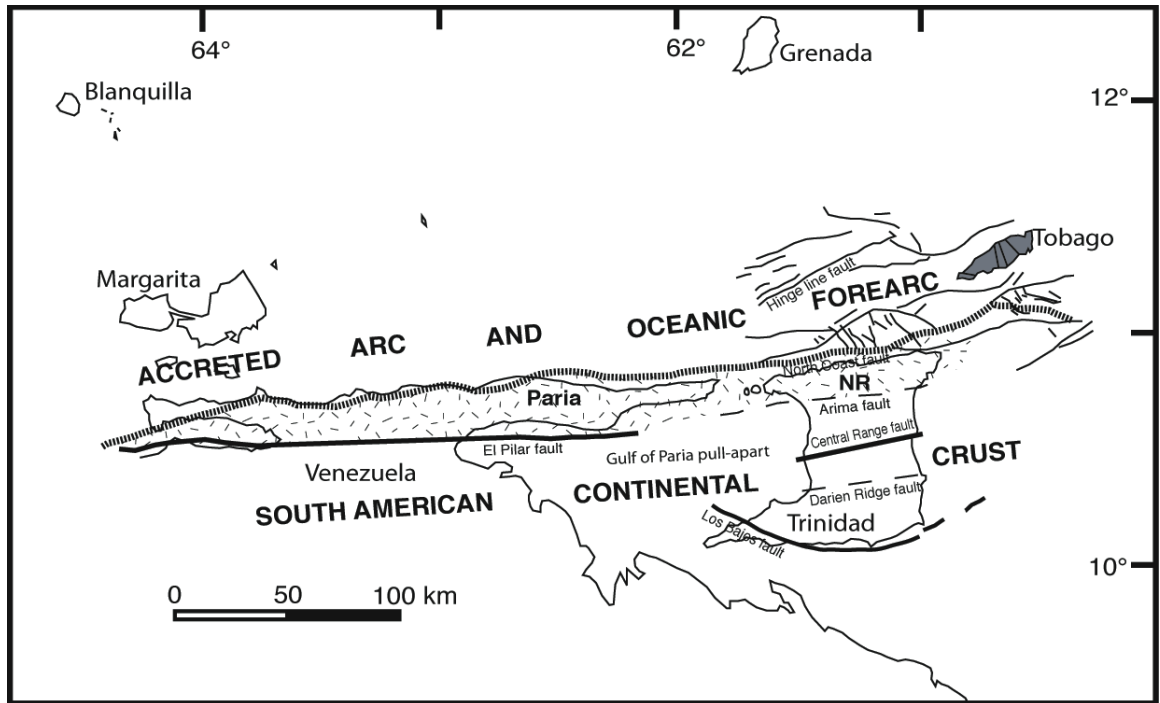 64°
62°
Grenada
Blanquilla
12°
Tobago
Margarita
Hinge line fault
FOREARC
ACCRETED ARC AND OCEANIC
North Coast fault
Paria
NR
Arima fault
Central Range fault
El Pilar fault
Gulf of Paria pull-apart
CRUST
Venezuela
SOUTH AMERICAN CONTINENTAL
Darien Ridge fault
Trinidad
Los Bajos fault
10°
0 50 100 km